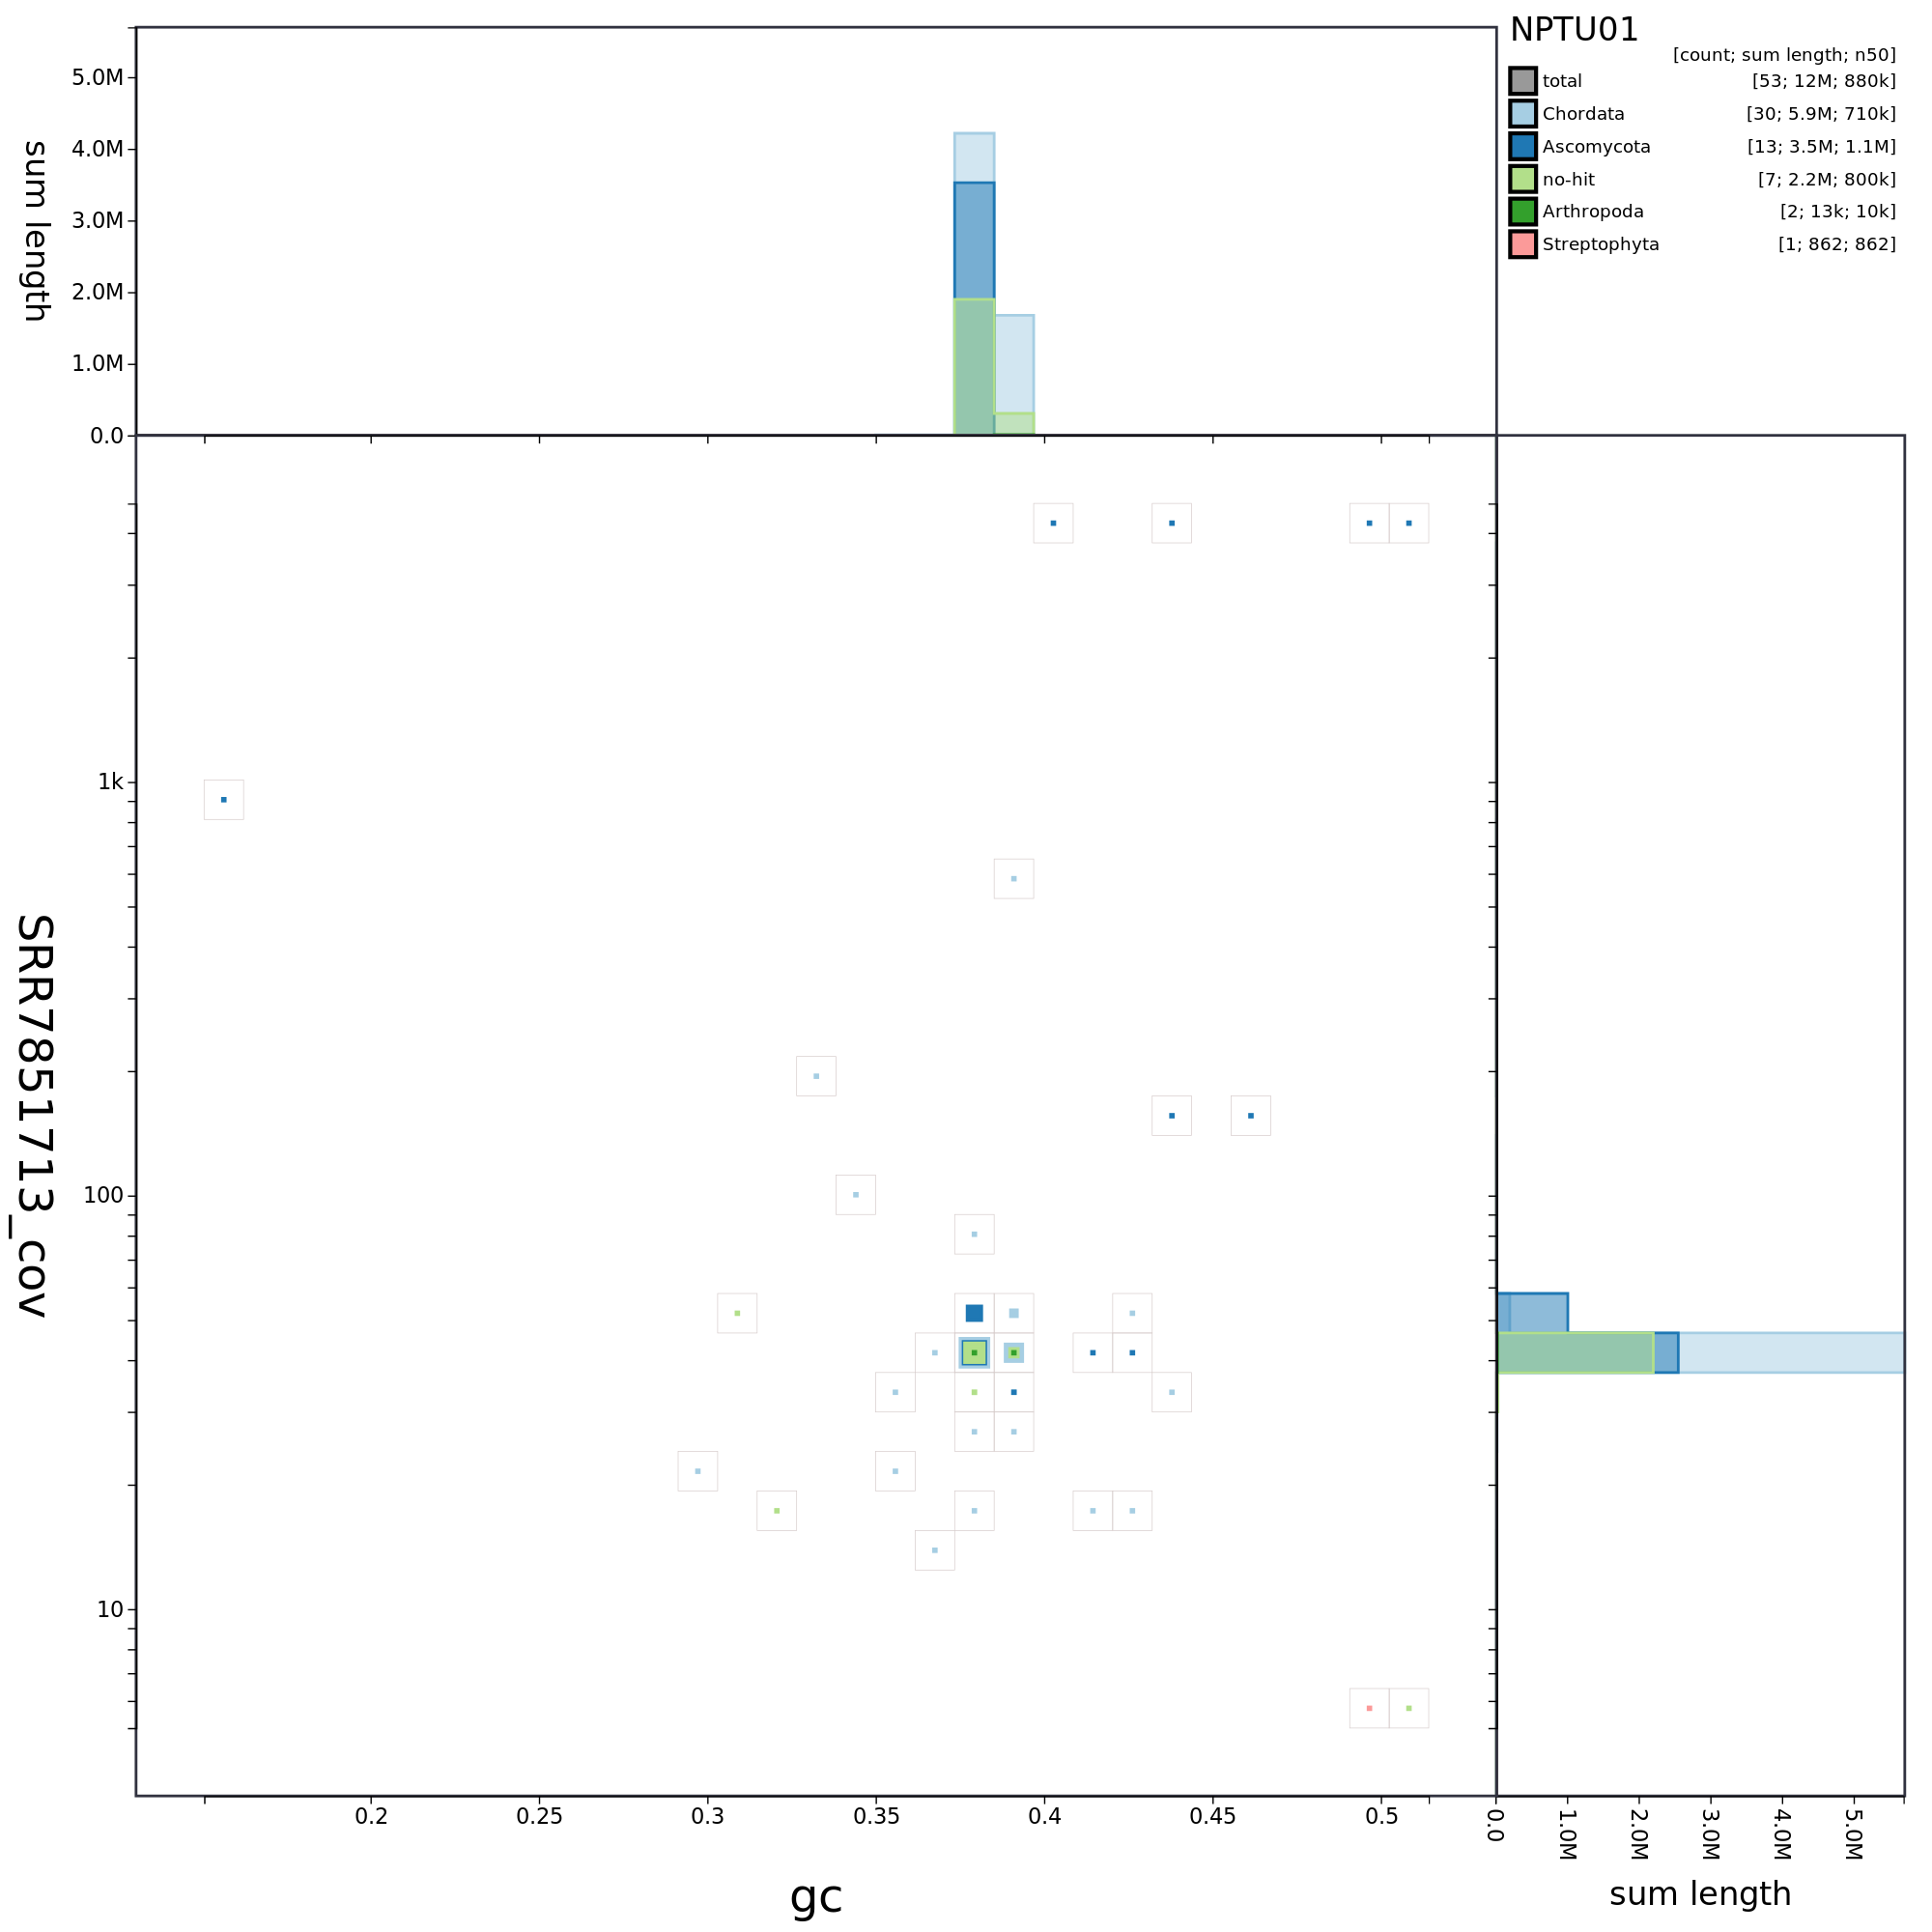 NPTU01
[count; sum length; n50]
total [53; 12M; 880k]
Chordata [30; 5.9M; 710k]
Ascomycota [13; 3.5M; 1.1M]
no-hit [7; 2.2M; 800k]
Arthropoda [2; 13k; 10k]
Streptophyta [1; 862; 862]
sum length
5.0M
4.0M
3.0M
2.0M
1.0M
0.0
SRR7851713_cov
1k
100
10
0.2 0.25 0.3 0.35 0.4 0.45 0.5
gc
0.0 1.0M 2.0M 3.0M 4.0M 5.0M
sum length